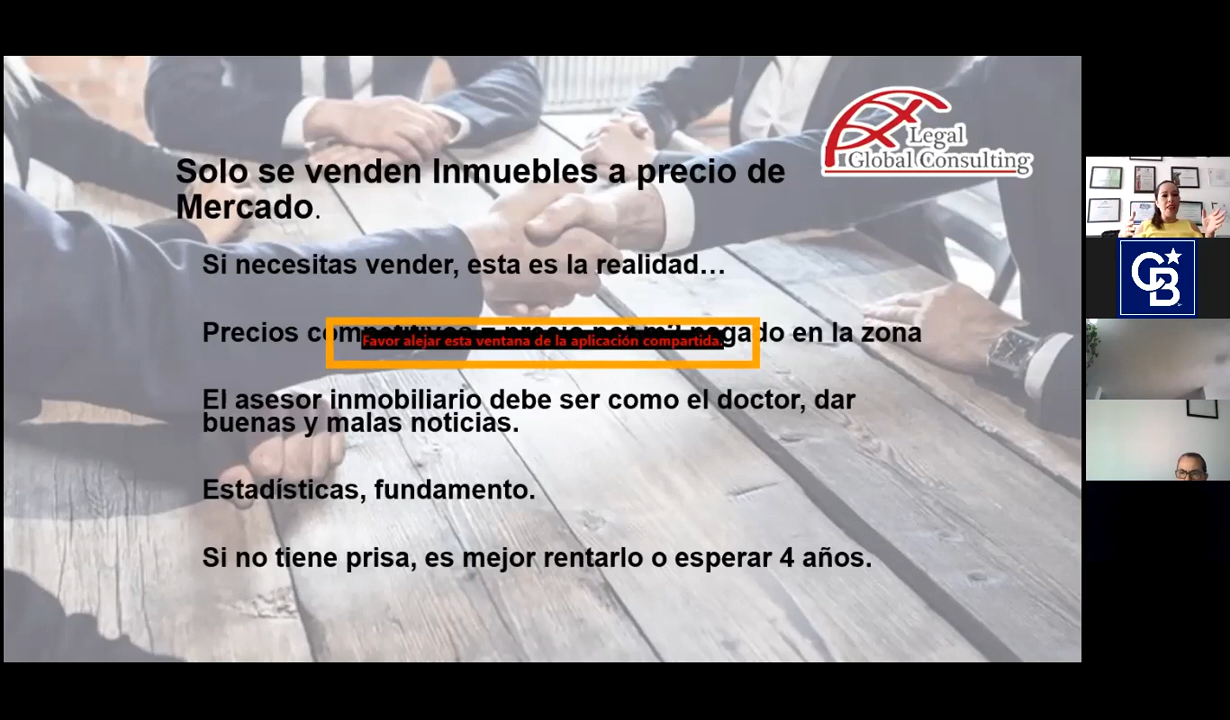 Legal
Global Consulting
Solo se venden Inmuebles a precio de
Mercado.
Si necesitas vender, esta es la realidad…
Precios en la zona
Favor alejar esta ventana de la aplicación compartida.
El asesor inmobiliario debe ser como el doctor, dar
buenas y malas noticias.
Estadísticas, fundamento.
Si no tiene prisa, es mejor rentarlo o esperar 4 años.
CB